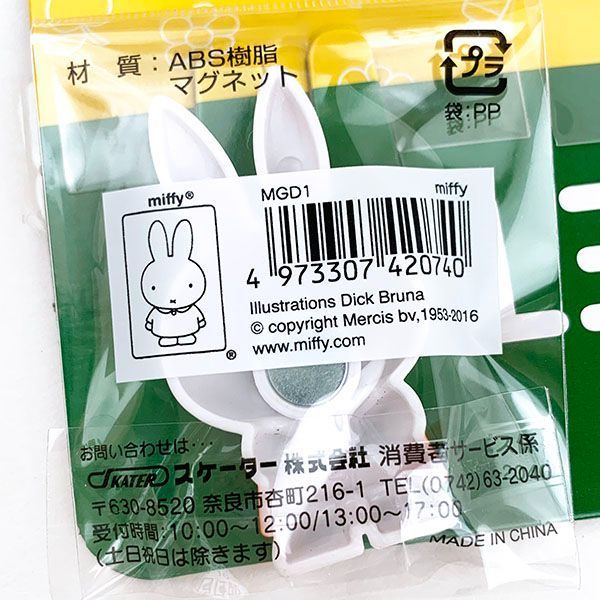 材 質：ABS樹脂
マグネット
プラ
袋:PP
miffy®
MGD1
miffy
4 973307 420740
Illustrations Dick Bruna
© copyright Mercis bv, 1953-2016
www.miffy.com
®
お問い合わせは…
SKATER スケーター株式会社 消費者サービス係
〒630-8520 奈良市杏町216-1 TEL(0742)63-2040
受付時間:10:00〜12:00/13:00〜17:00
(土日祝日は除きます)
MADE IN CHINA